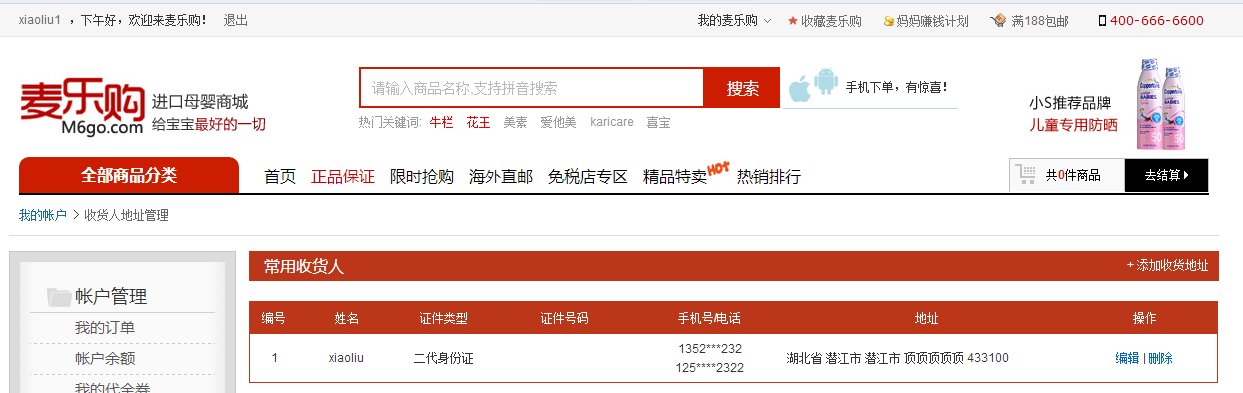 xiaoliu1 ，下午好，欢迎来麦乐购！ 退出
我的麦乐购 收藏麦乐购 妈妈赚钱计划 满188包邮 400-666-6600
麦乐购
M6go.com
进口母婴商城
给宝宝最好的一切
请输入商品名称,支持拼音搜索
搜索
热门关键词: 牛栏 花王 美素 爱他美 karicare 喜宝
手机下单，有惊喜！
小S推荐品牌
儿童专用防晒
全部商品分类
首页 正品保证 限时抢购 海外直邮 免税店专区 精品特卖 HOT 热销排行
共0件商品
去结算
我的帐户 > 收货人地址管理
帐户管理
我的订单
帐户余额
我的代金券
常用收货人
+ 添加收货地址
编号 姓名 证件类型 证件号码 手机号/电话 地址 操作
1 xiaoliu 二代身份证 1352***232 湖北省 潜江市 潜江市 顶顶顶顶顶 433100 编辑 | 删除
125****2322